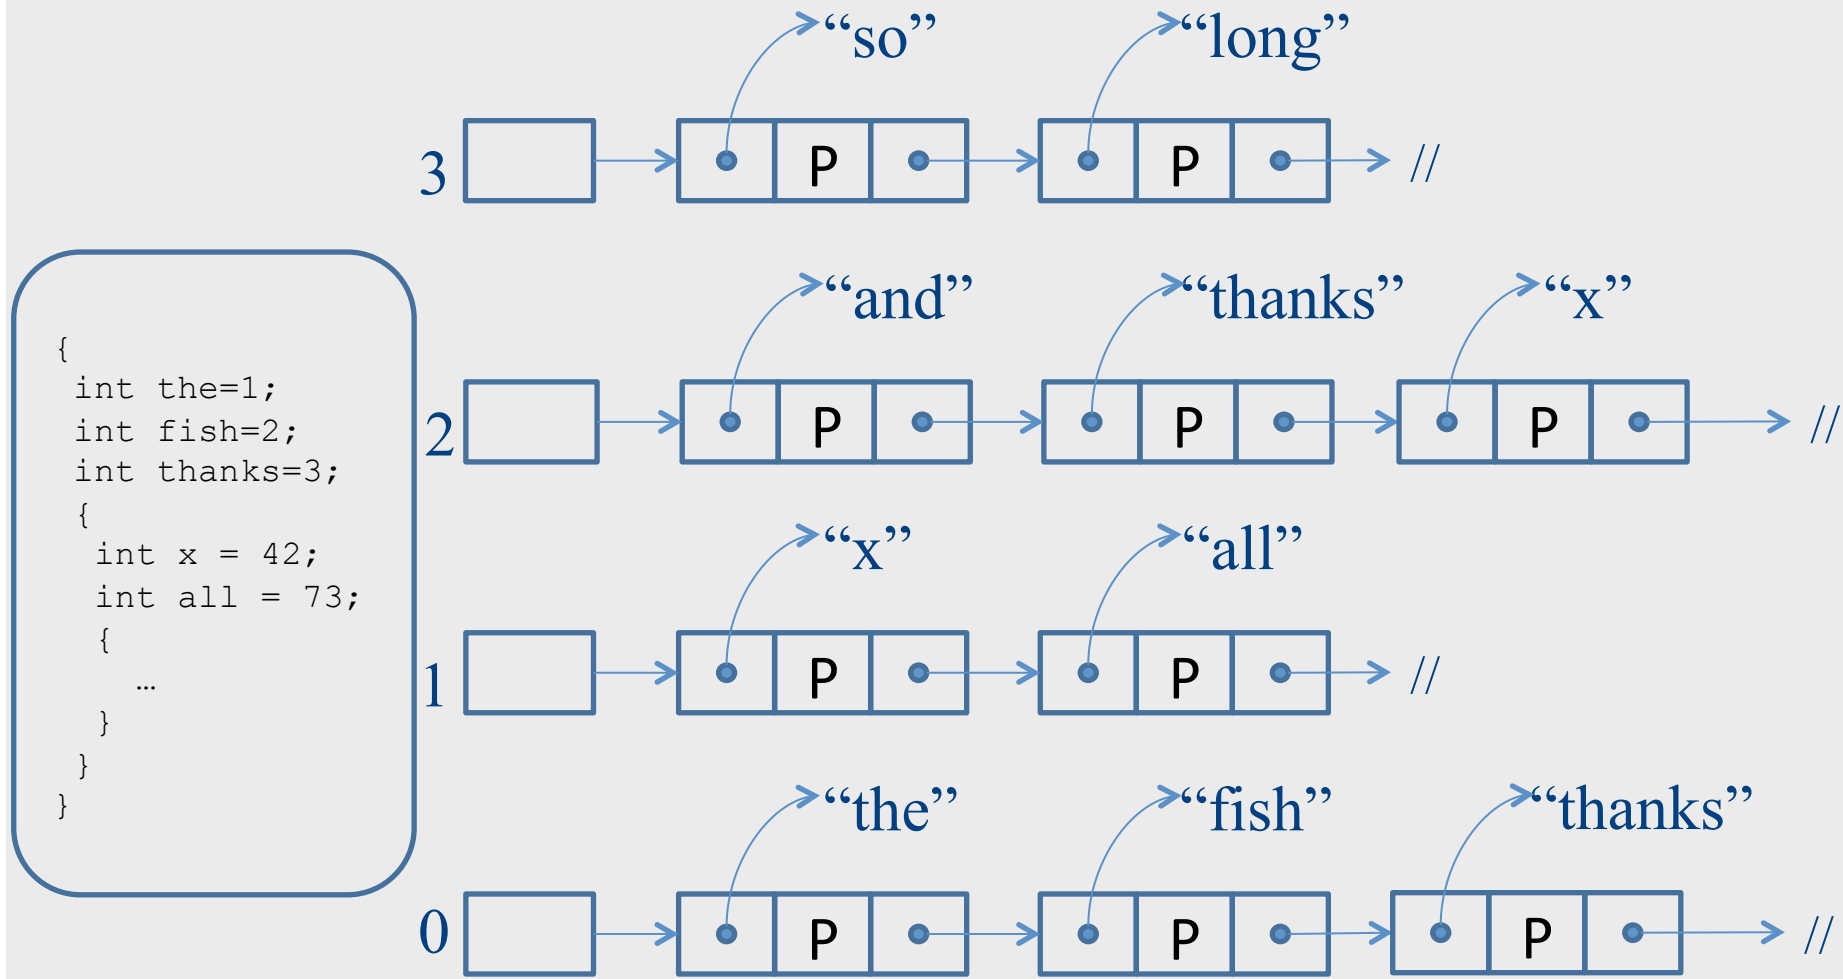 “so” “long”
3 P P //
“and” “thanks” “x”
2 P P P //
“x” “all”
1 P P //
“the” “fish” “thanks”
0 P P P //
{
int the=1;
int fish=2;
int thanks=3;
{
int x = 42;
int all = 73;
{
…
}
}
}